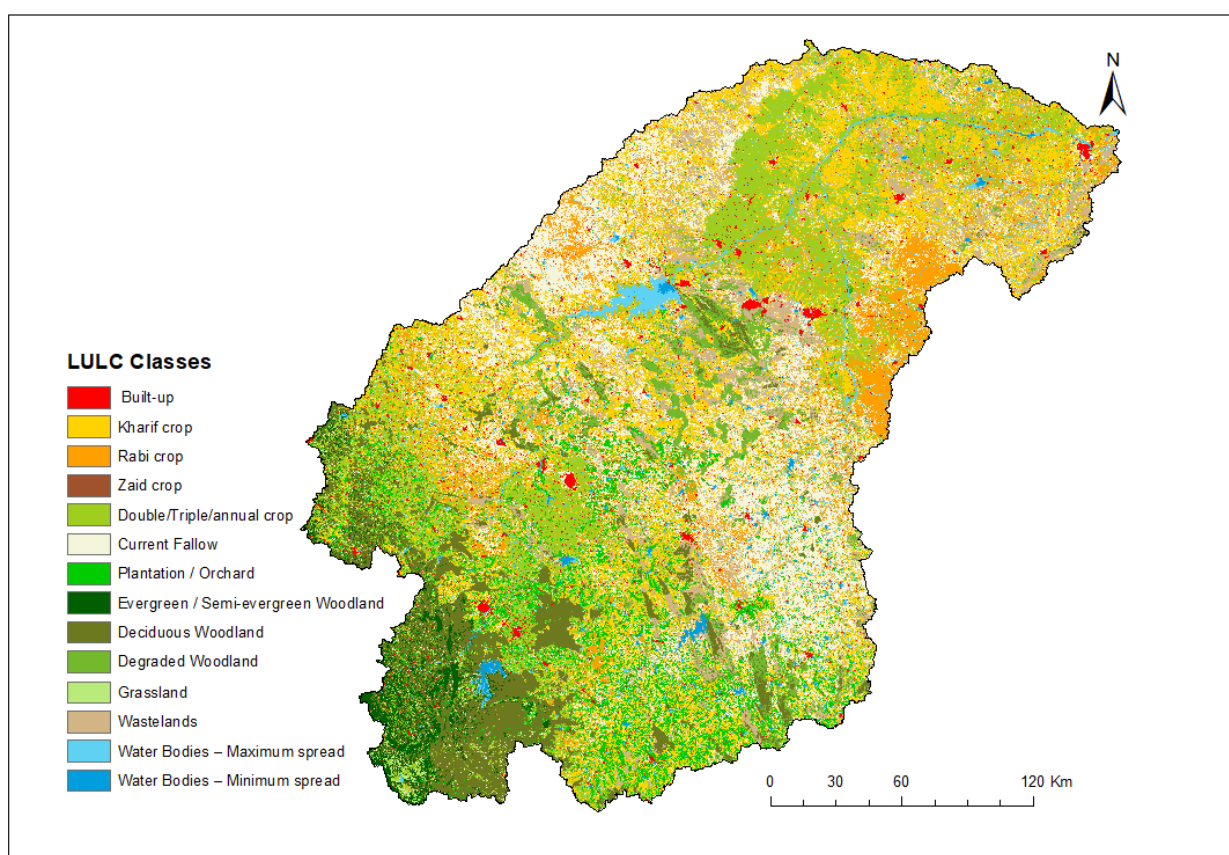 N
LULC Classes
Built-up
Kharif crop
Rabi crop
Zaid crop
Double/Triple/annual crop
Current Fallow
Plantation / Orchard
Evergreen / Semi-evergreen Woodland
Deciduous Woodland
Degraded Woodland
Grassland
Wastelands
Water Bodies – Maximum spread
Water Bodies – Minimum spread
0 30 60 120 Km